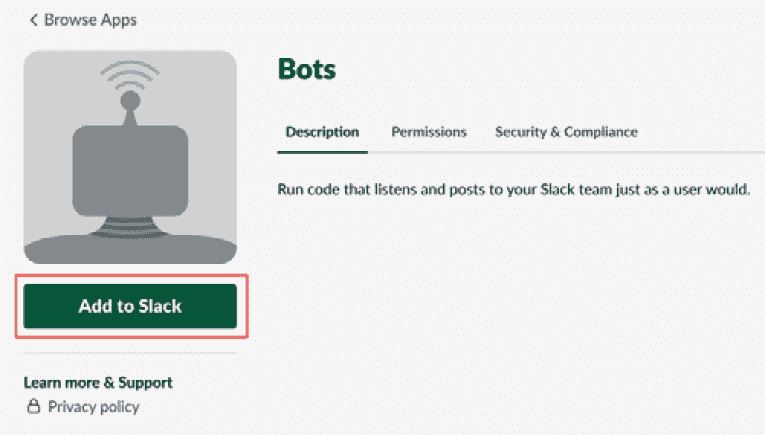 Browse Apps
Bots
Description Permissions Security & Compliance
Run code that listens and posts to your Slack team just as a user would.
Add to Slack
Learn more & Support
Privacy policy